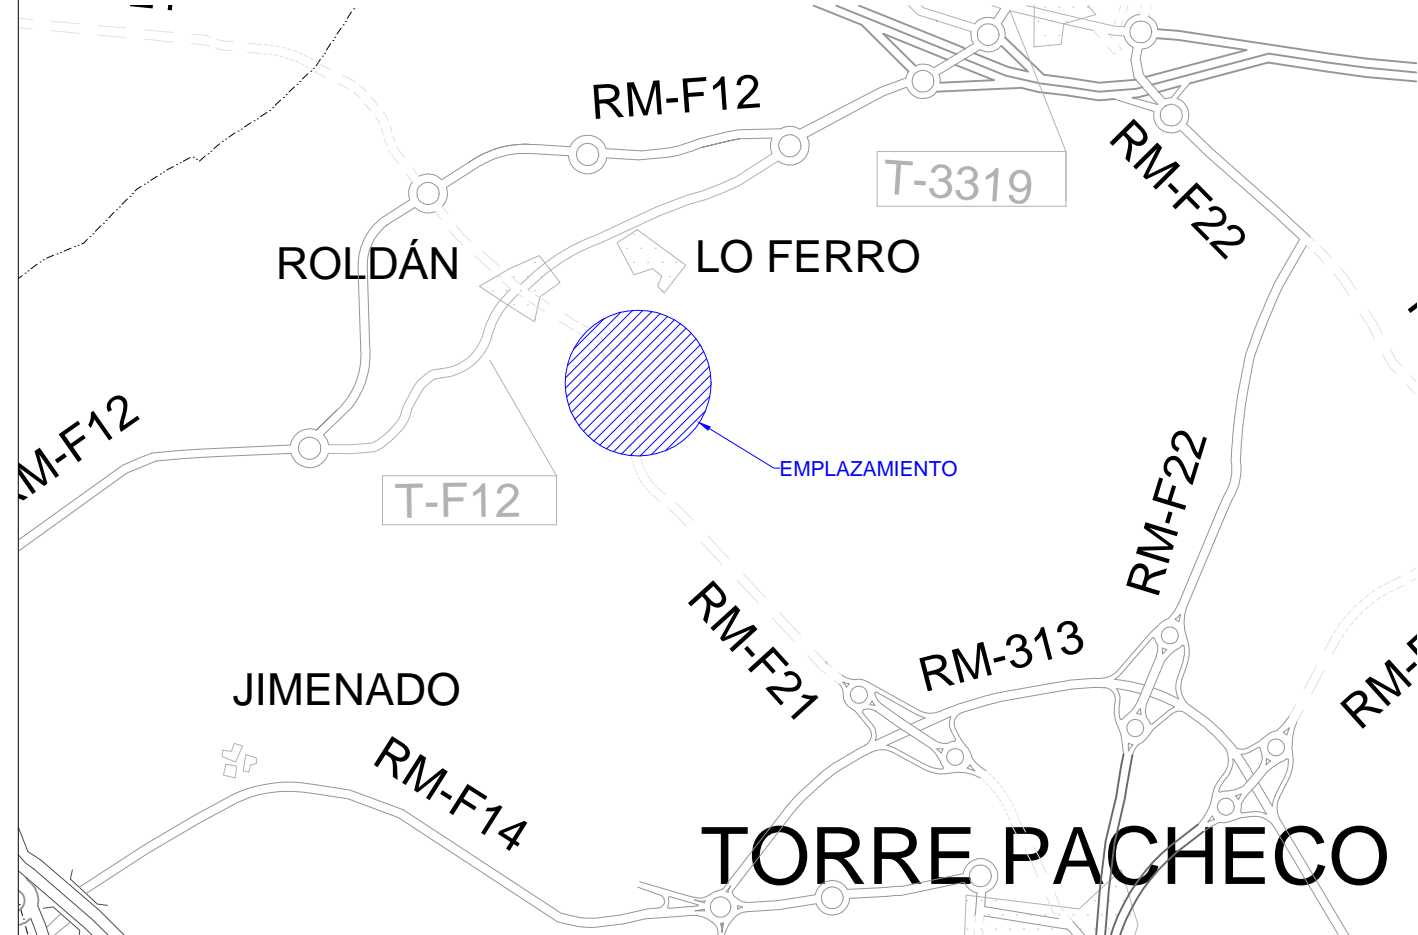 RM-F12
RM-F22
T-3319
ROLDÁN
LO FERRO
RM-F12
EMPLAZAMIENTO
T-F12
RM-F22
RM-F21
RM-313
JIMENADO
RM-F14
TORRE PACHECO